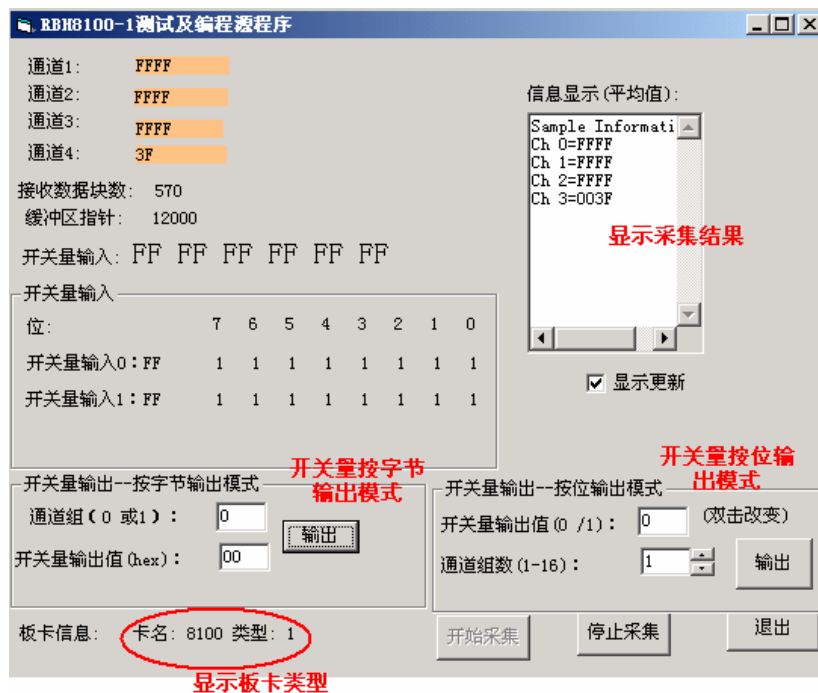 RBH8100-1测试及编程源程序
通道1: FFFF
通道2: FFFF
通道3: FFFF
通道4: 3F
接收数据块数: 570
缓冲区指针: 12000
开关量输入: FF FF FF FF FF FF
开关量输入
位: 7 6 5 4 3 2 1 0
开关量输入0:FF 1 1 1 1 1 1 1 1
开关量输入1:FF 1 1 1 1 1 1 1 1
信息显示(平均值):
Sample Informati
Ch 0=FFFF
Ch 1=FFFF
Ch 2=FFFF
Ch 3=003F
显示采集结果
显示更新
开关量按字节
输出模式
开关量输出--按字节输出模式
通道组(0 或1): 0
输出
开关量输出值(hex): 00
开关量按位输
出模式
开关量输出--按位输出模式
开关量输出值(0 /1): 0 (双击改变)
通道组数(1-16): 1
输出
板卡信息: 卡名: 8100 类型: 1
开始采集
停止采集
退出
显示板卡类型